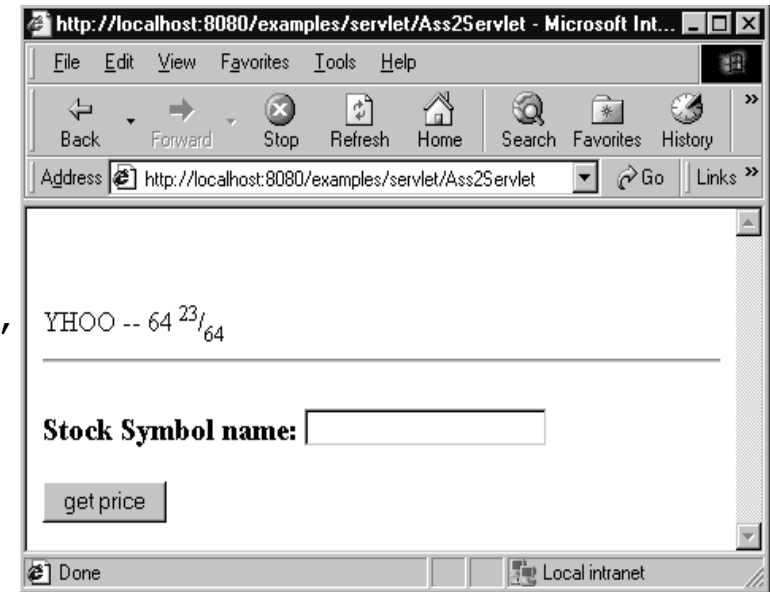 http://localhost:8080/examples/servlet/Ass2Servlet - Microsoft Int...
File Edit View Favorites Tools Help
Back Forward Stop Refresh Home Search Favorites History »
Address http://localhost:8080/examples/servlet/Ass2Servlet Go Links »
, YHOO -- 64 23/64
Stock Symbol name:
get price
Done Local intranet